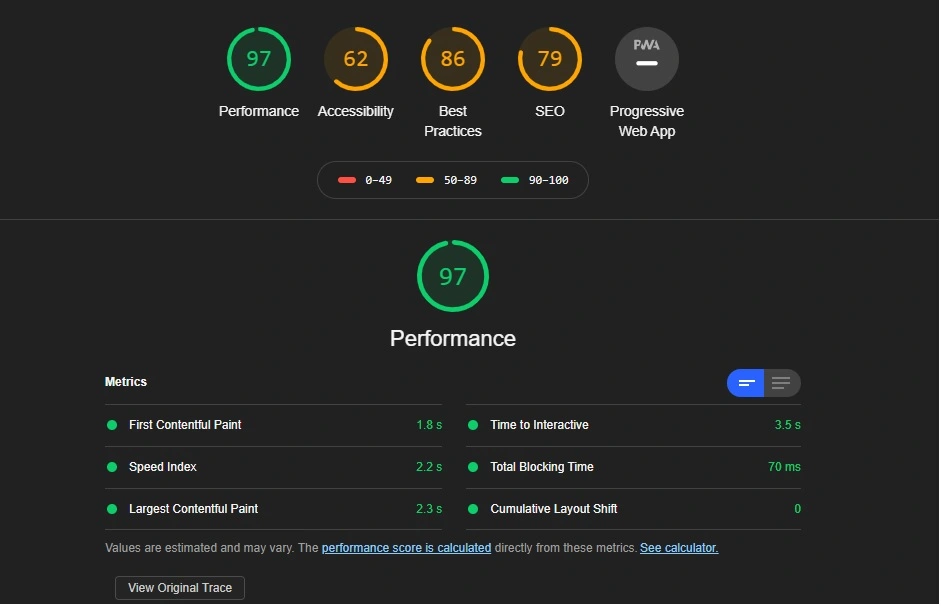 97
62
86
79
PWA
Performance
Accessibility
Best
Practices
SEO
Progressive
Web App
0–49
50–89
90–100
97
Performance
Metrics
First Contentful Paint 1.8 s
Time to Interactive 3.5 s
Speed Index 2.2 s
Total Blocking Time 70 ms
Largest Contentful Paint 2.3 s
Cumulative Layout Shift 0
Values are estimated and may vary. The performance score is calculated directly from these metrics. See calculator.
View Original Trace